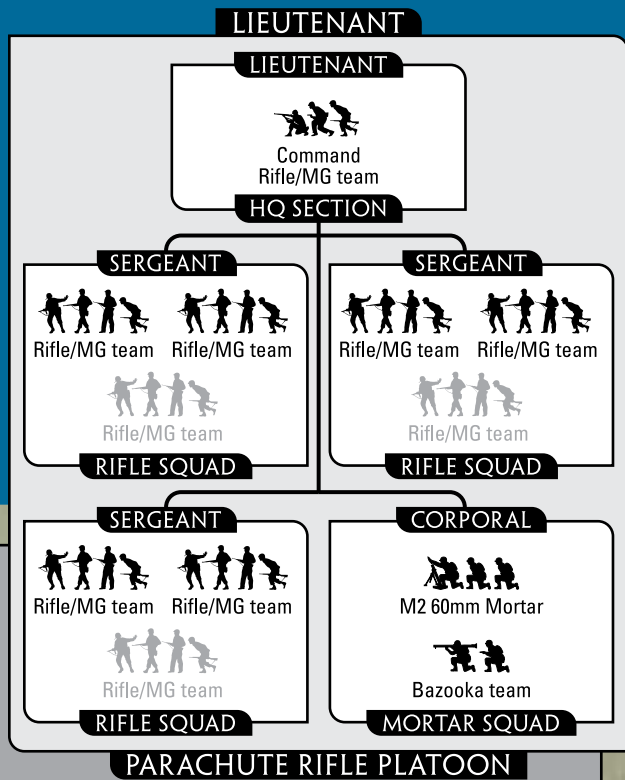 LIEUTENANT
LIEUTENANT
Command
Rifle/MG team
HQ SECTION
SERGEANT
Rifle/MG team Rifle/MG team
Rifle/MG team
RIFLE SQUAD
SERGEANT
Rifle/MG team Rifle/MG team
Rifle/MG team
RIFLE SQUAD
SERGEANT
Rifle/MG team Rifle/MG team
Rifle/MG team
RIFLE SQUAD
CORPORAL
M2 60mm Mortar
Bazooka team
MORTAR SQUAD
PARACHUTE RIFLE PLATOON